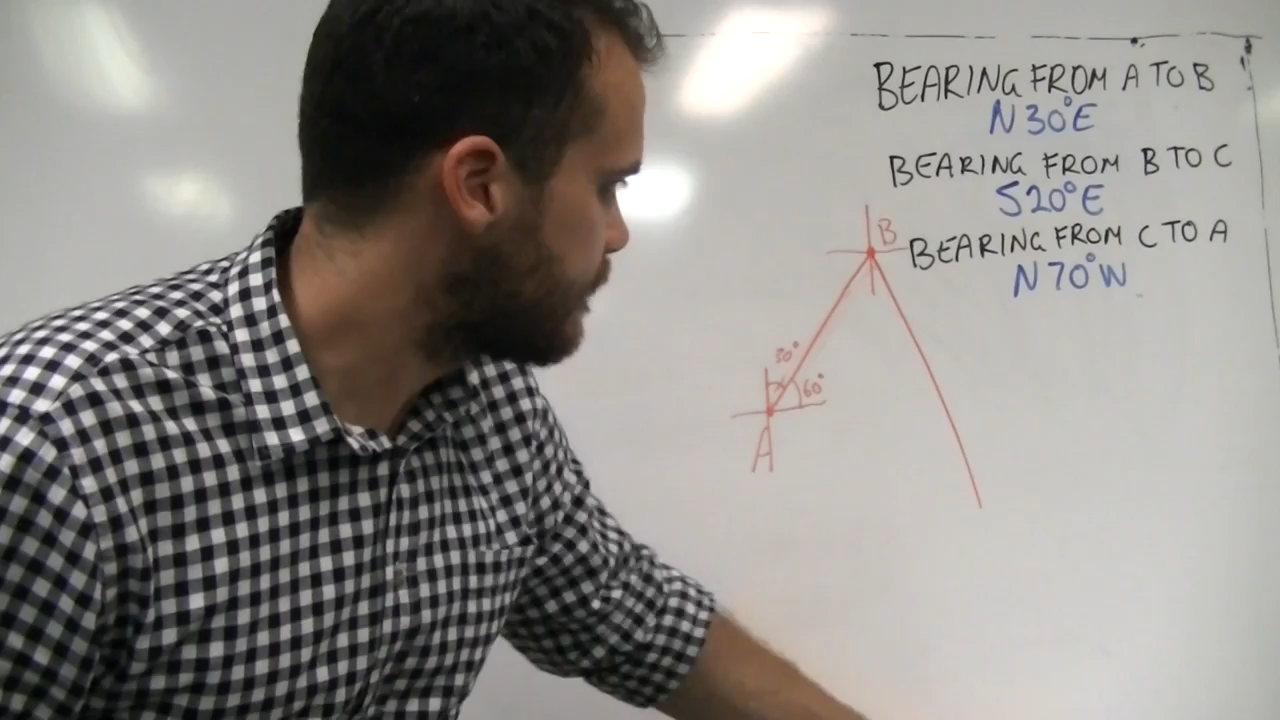 BEARING FROM A TO B
N30°E
BEARING FROM B TO C
S20°E
B
BEARING FROM C TO A
N70°W
30°
60°
A